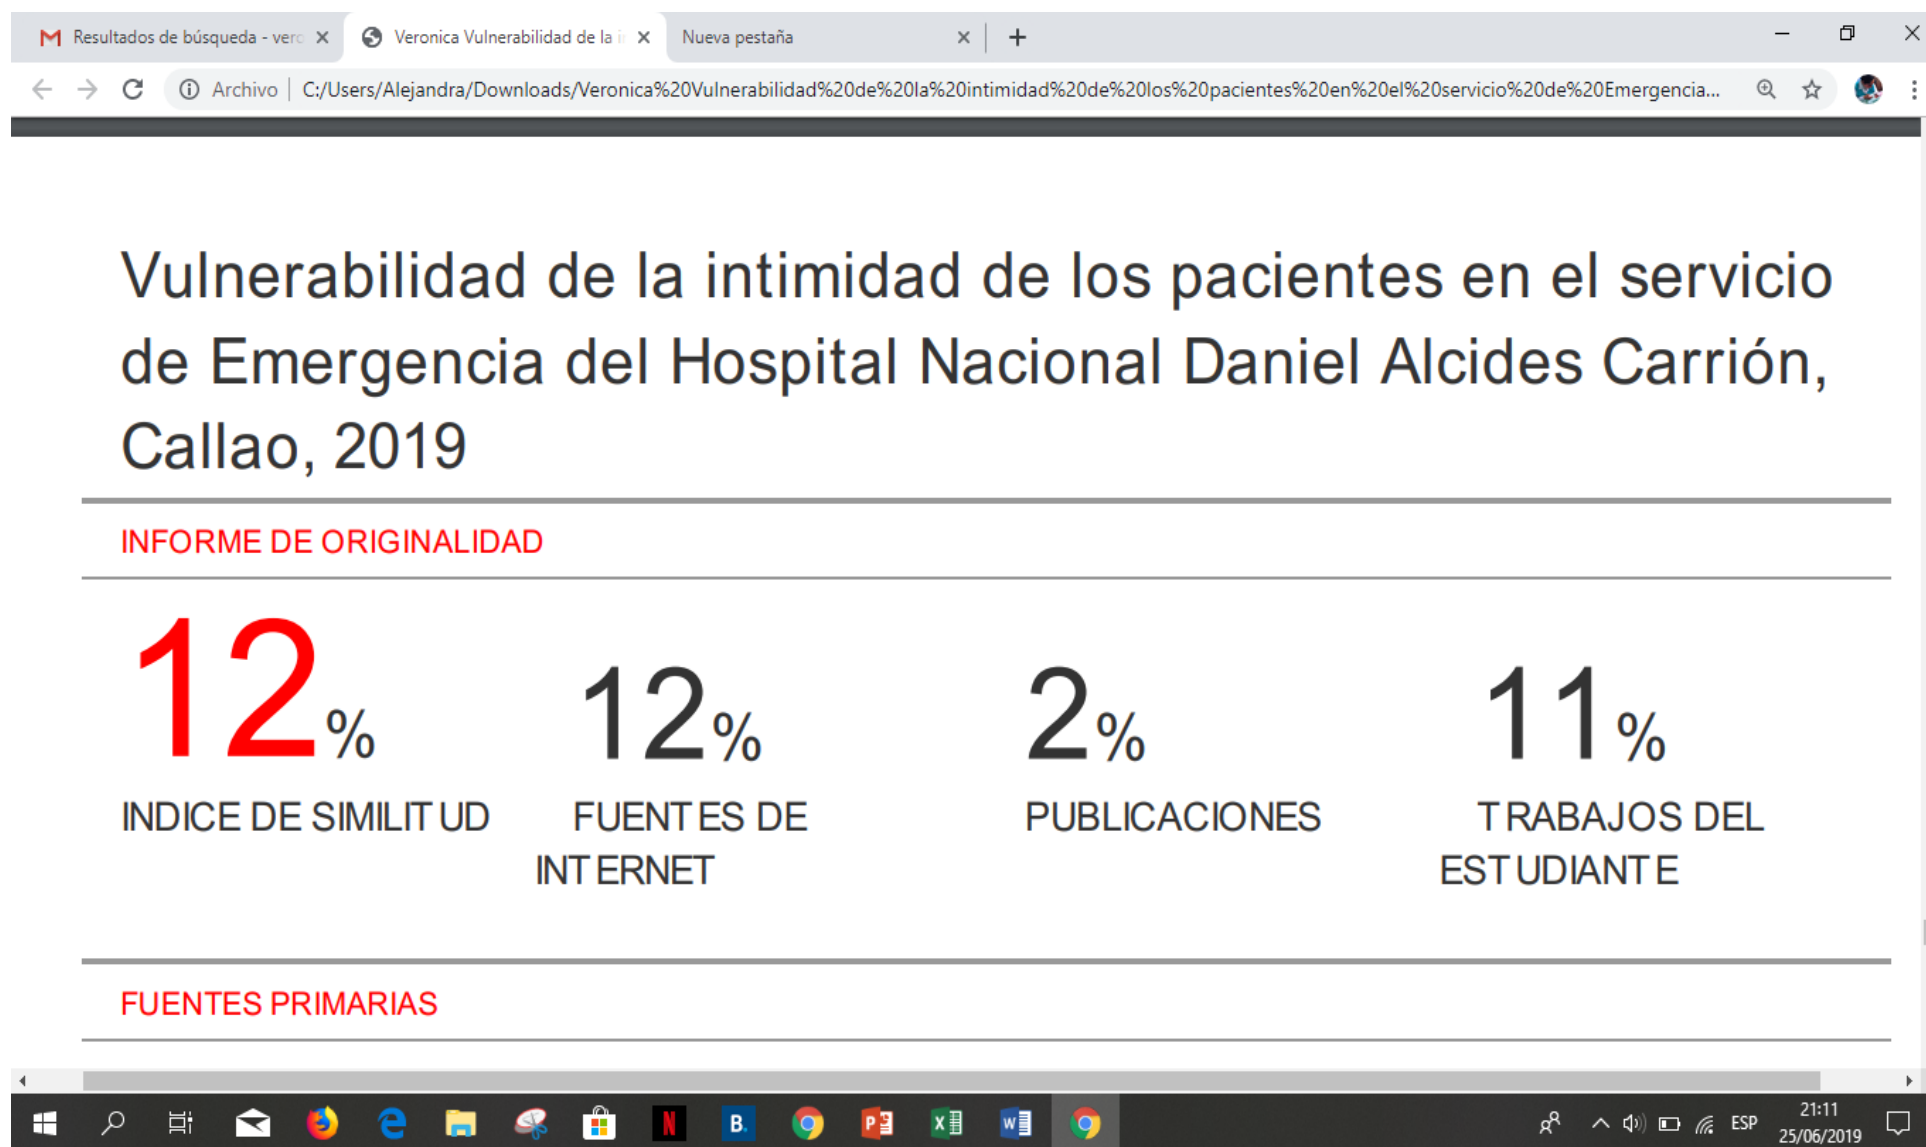 Resultados de búsqueda - vero
Veronica Vulnerabilidad de la i
Nueva pestaña
Archivo | C:/Users/Alejandra/Downloads/Veronica%20Vulnerabilidad%20de%20la%20intimidad%20de%20los%20pacientes%20en%20el%20servicio%20de%20Emergencia...
Vulnerabilidad de la intimidad de los pacientes en el servicio
de Emergencia del Hospital Nacional Daniel Alcides Carrión,
Callao, 2019
INFORME DE ORIGINALIDAD
12% 12% 2% 11%
INDICE DE SIMILITUD FUENTES DE PUBLICACIONES TRABAJOS DEL
INTERNET ESTUDIANTE
FUENTES PRIMARIAS
ESP
21:11
25/06/2019